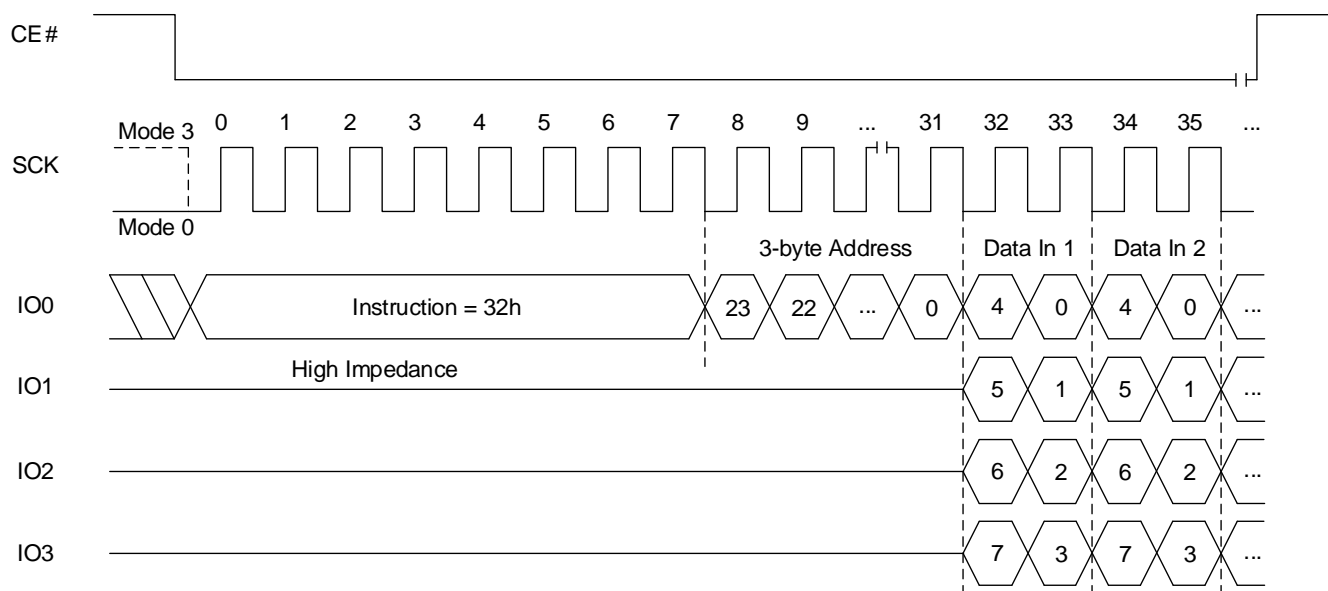 CE#
Mode 3 0 1 2 3 4 5 6 7 8 9 ... 31 32 33 34 35 ...
SCK
Mode 0
3-byte Address Data In 1 Data In 2
IO0 Instruction = 32h 23 22 ... 0 4 0 4 0 ...
High Impedance
IO1 5 1 5 1 ...
IO2 6 2 6 2 ...
IO3 7 3 7 3 ...